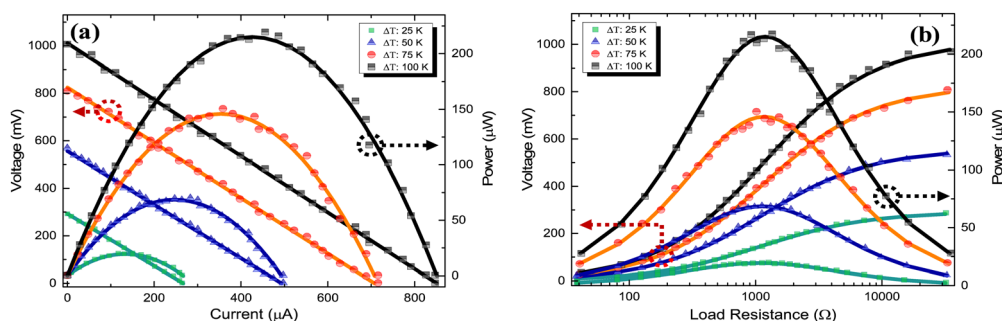 (a)
ΔT: 25 K
ΔT: 50 K
ΔT: 75 K
ΔT: 100 K
Voltage (mV)
1000
800
600
400
200
0
Power (µW)
200
150
100
50
0
0 200 400 600 800
Current (µA)
(b)
ΔT: 25 K
ΔT: 50 K
ΔT: 75 K
ΔT: 100 K
Voltage (mV)
1000
800
600
400
200
0
Power (µW)
200
150
100
50
0
100 1000 10000
Load Resistance (Ω)